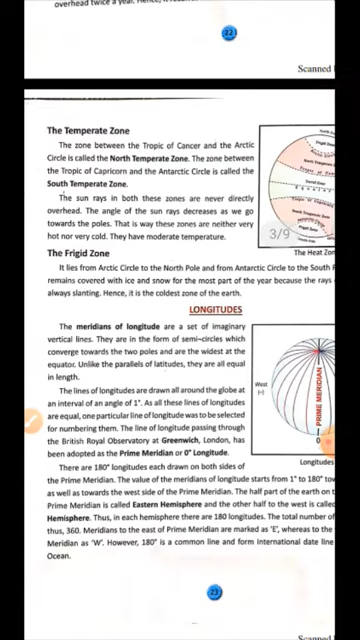 overhead twice a year.
22
Scanned
The Temperate Zone
The zone between the Tropic of Cancer and the Arctic
Circle is called the North Temperate Zone. The zone between
the Tropic of Capricorn and the Antarctic Circle is called the
South Temperate Zone.
The sun rays in both these zones are never directly
overhead. The angle of the sun rays decreases as we go
towards the poles. That is way these zones are neither very
hot nor very cold. They have moderate temperature.
3/9
The Heat Zon
The Frigid Zone
It lies from Arctic Circle to the North Pole and from Antarctic Circle to the South P
remains covered with ice and snow for the most part of the year because the rays
always slanting. Hence, it is the coldest zone of the earth.
LONGITUDES
The meridians of longitude are a set of imaginary
vertical lines. They are in the form of semi-circles which
converge towards the two poles and are the widest at the
equator. Unlike the parallels of latitudes, they are all equal
in length.
The lines of longitudes are drawn all around the globe at
an interval of an angle of 1°. As all these lines of longitudes
are equal, one particular line of longitude was to be selected
for numbering them. The line of longitude passing through
the British Royal Observatory at Greenwich, London, has
been adopted as the Prime Meridian or 0° Longitude.
West
(-)
PRIME MERIDIAN
0
Longitudes
There are 180° longitudes each drawn on both sides of
the Prime Meridian. The value of the meridians of longitude starts from 1° to 180° tow
as well as towards the west side of the Prime Meridian. The half part of the earth on t
Prime Meridian is called Eastern Hemisphere and the other half to the west is called
Hemisphere. Thus, in each hemisphere there are 180 longitudes. The total number of
thus, 360. Meridians to the east of Prime Meridian are marked as 'E', whereas to the
Meridian as 'W'. However, 180° is a common line and form International date line
Ocean.
23
Scanned